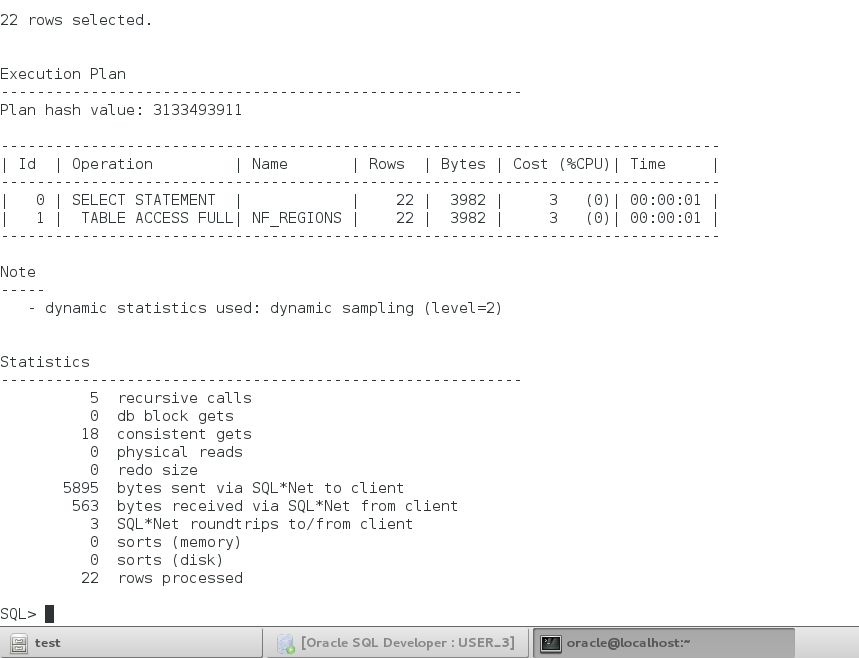 22 rows selected.
Execution Plan
----------------------------------------------------------
Plan hash value: 3133493911
--------------------------------------------------------------------------------
| Id  | Operation         | Name       | Rows  | Bytes | Cost (%CPU)| Time     |
--------------------------------------------------------------------------------
|   0 | SELECT STATEMENT  |            |    22 |  3982 |     3   (0)| 00:00:01 |
|   1 |  TABLE ACCESS FULL| NF_REGIONS |    22 |  3982 |     3   (0)| 00:00:01 |
--------------------------------------------------------------------------------
Note
-----
   - dynamic statistics used: dynamic sampling (level=2)
Statistics
----------------------------------------------------------
          5  recursive calls
          0  db block gets
         18  consistent gets
          0  physical reads
          0  redo size
       5895  bytes sent via SQL*Net to client
        563  bytes received via SQL*Net from client
          3  SQL*Net roundtrips to/from client
          0  sorts (memory)
          0  sorts (disk)
         22  rows processed
SQL>
test [Oracle SQL Developer : USER_3] oracle@localhost:~